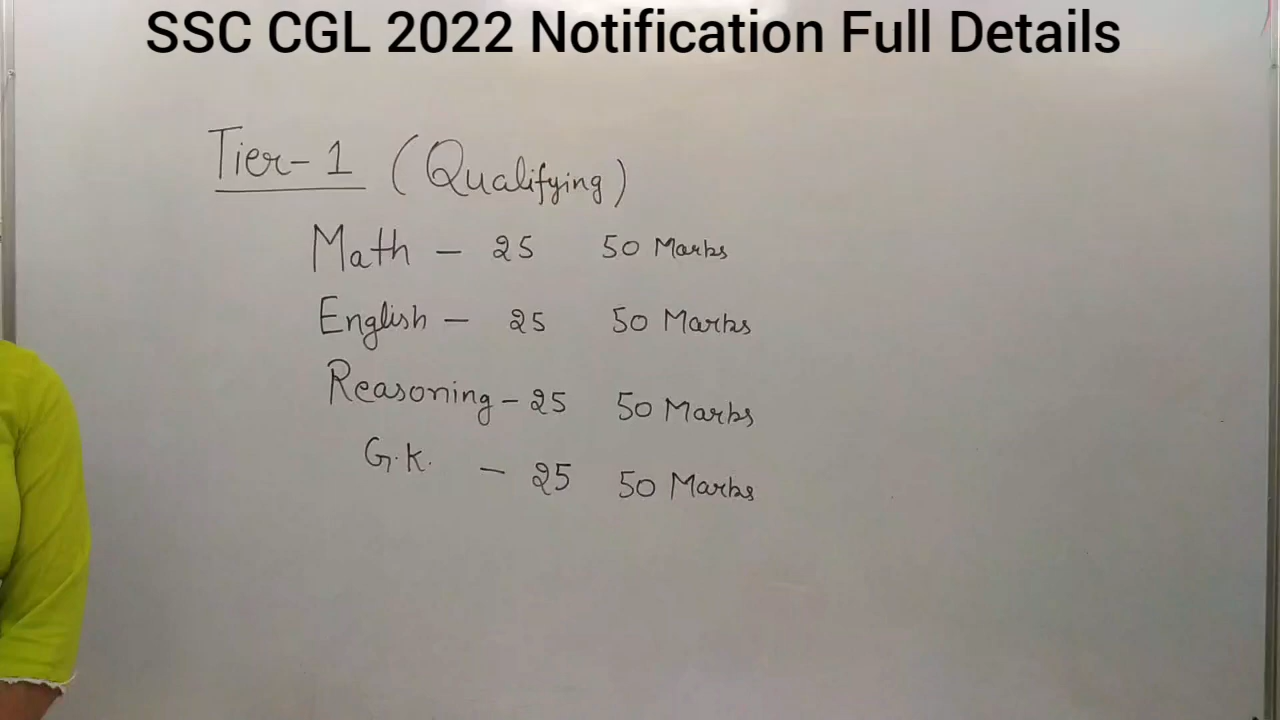 SSC CGL 2022 Notification Full Details
Tier-1 (Qualifying)
Math - 25 50 Marks
English - 25 50 Marks
Reasoning - 25 50 Marks
G.K. - 25 50 Marks